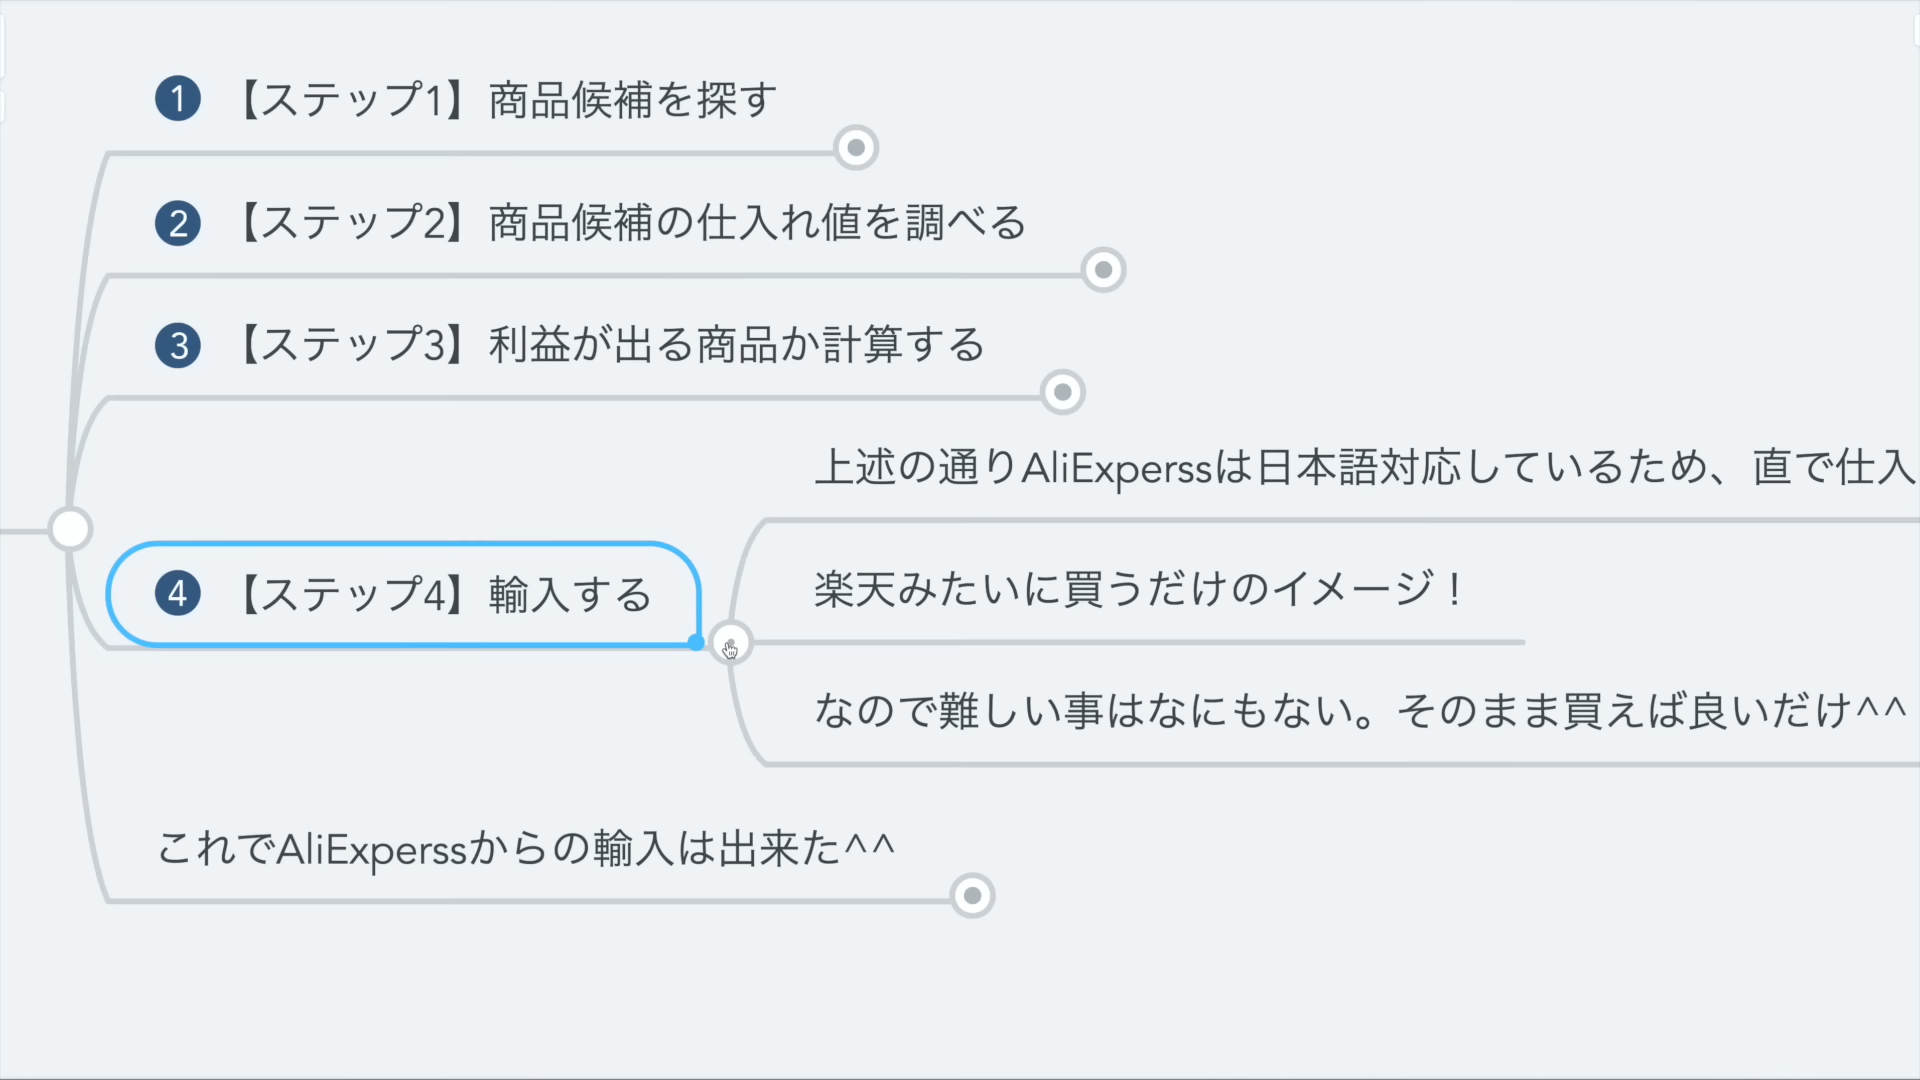 1 【ステップ1】商品候補を探す
2 【ステップ2】商品候補の仕入れ値を調べる
3 【ステップ3】利益が出る商品か計算する
上述の通りAliExperssは日本語対応しているため、直で仕入
4 【ステップ4】輸入する
楽天みたいに買うだけのイメージ！
なので難しい事はなにもない。そのまま買えば良いだけ^^
これでAliExperssからの輸入は出来た^^